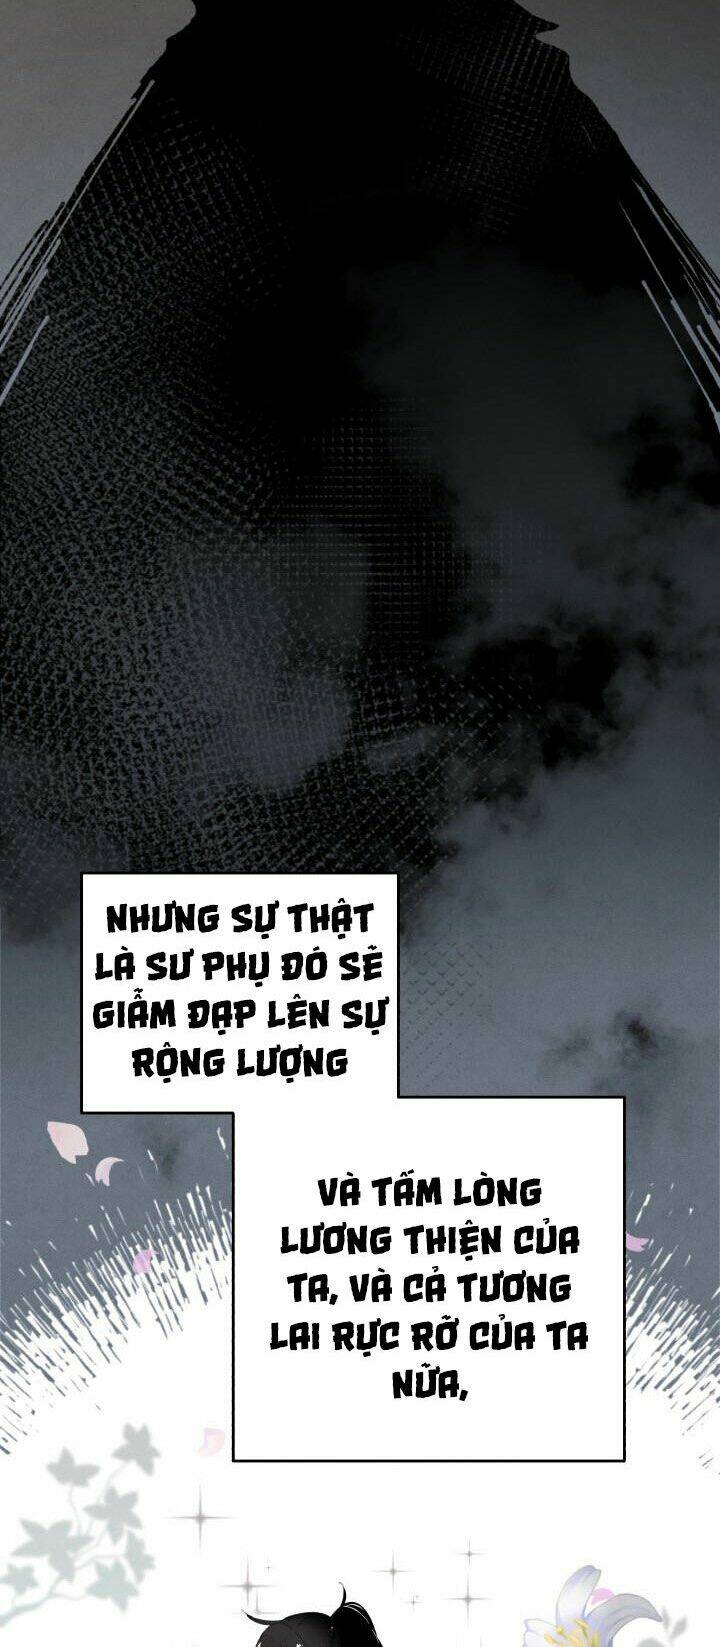 NHƯNG SỰ THẬT
LÀ SƯ PHỤ ĐÓ SẼ
GIẪM ĐẠP LÊN SỰ
RỘNG LƯỢNG
VÀ TẤM LÒNG
LƯƠNG THIỆN CỦA
TA, VÀ CẢ TƯƠNG
LAI RỰC RỠ CỦA TA
NỮA,